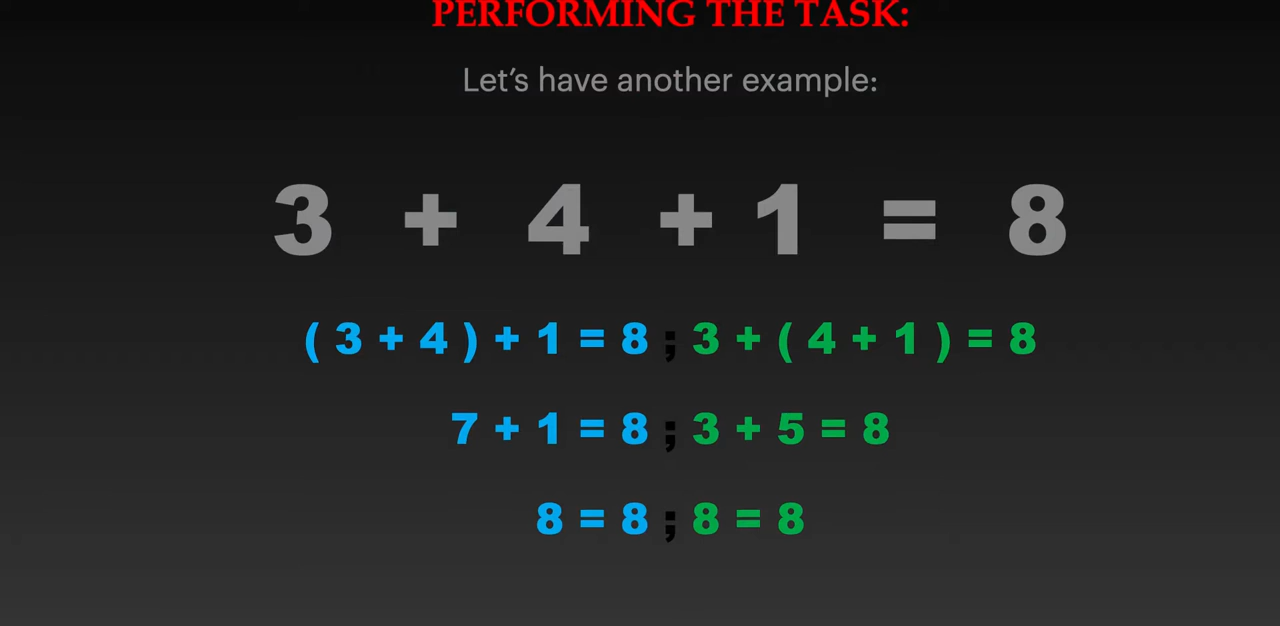 PERFORMING THE TASK:
Let's have another example:
3 + 4 + 1 = 8
( 3 + 4 ) + 1 = 8 ; 3 + ( 4 + 1 ) = 8
7 + 1 = 8 ; 3 + 5 = 8
8 = 8 ; 8 = 8